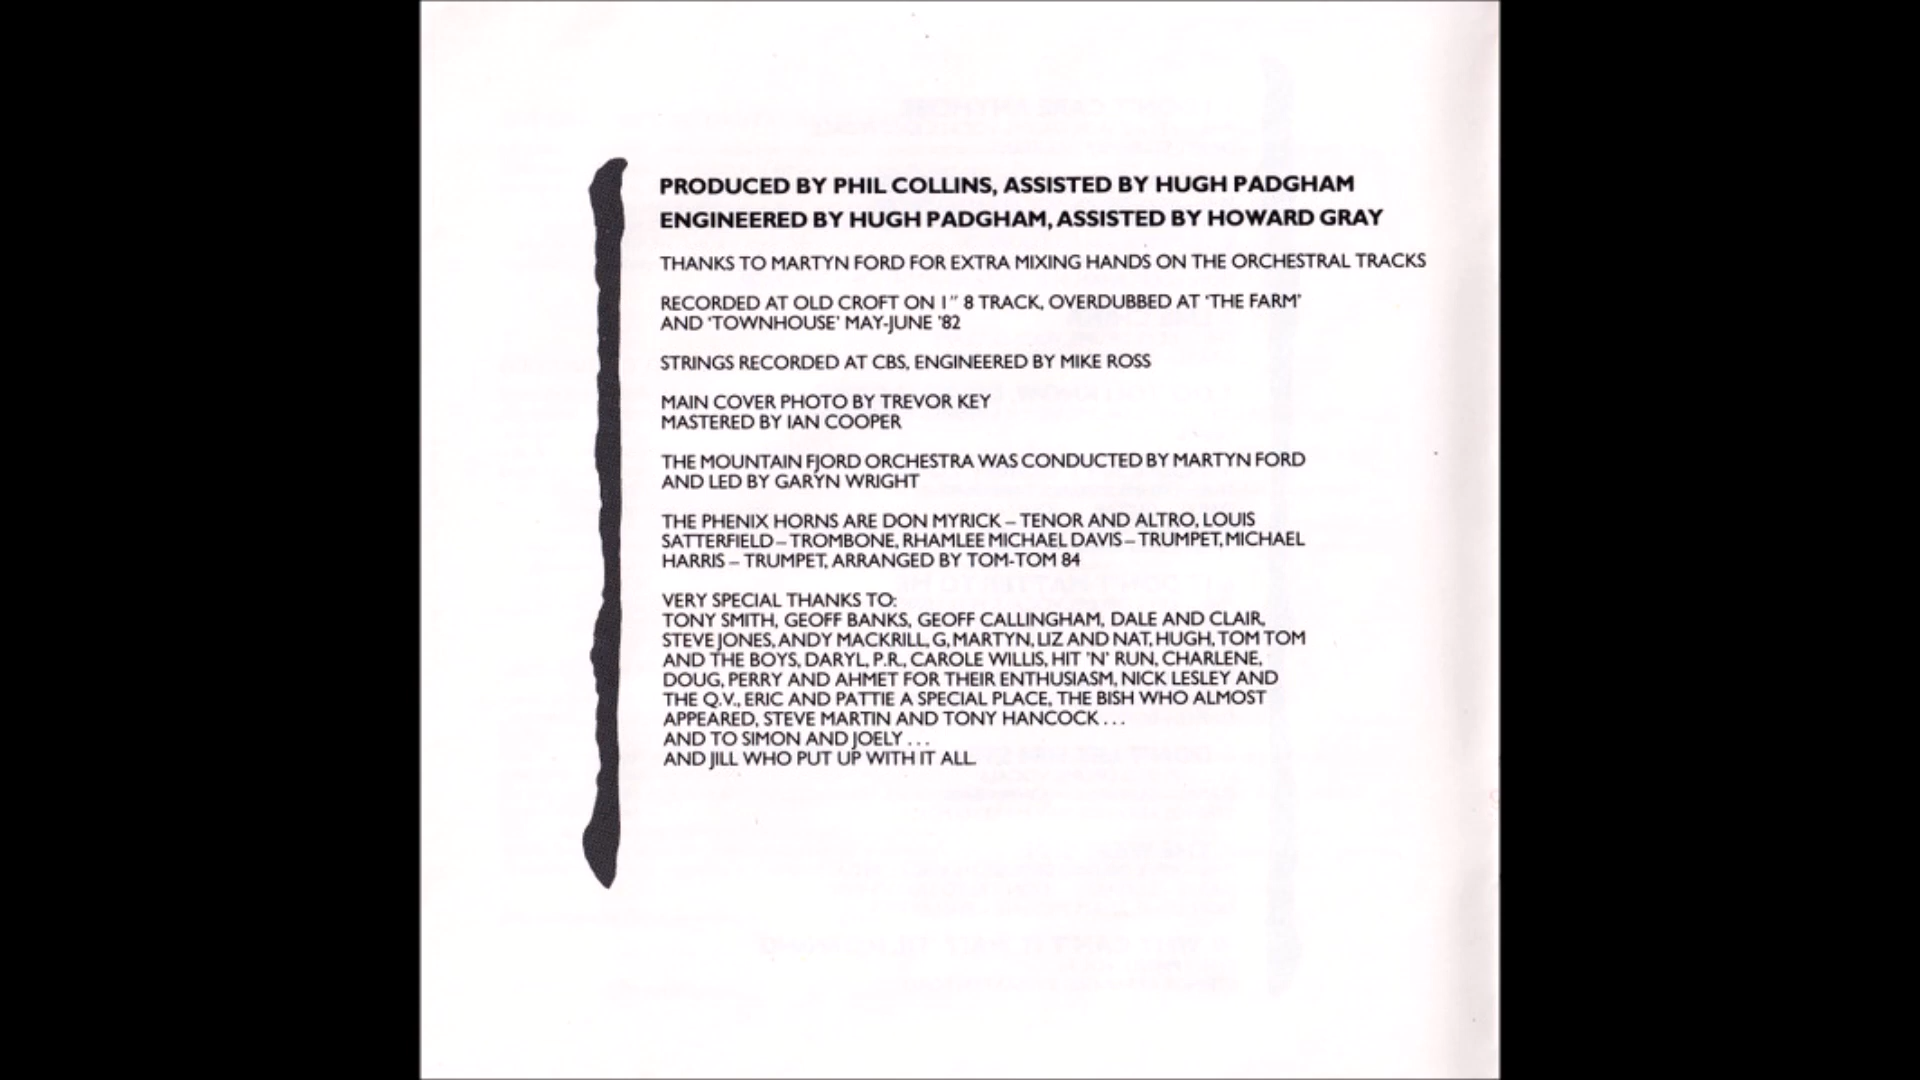 PRODUCED BY PHIL COLLINS, ASSISTED BY HUGH PADGHAM
ENGINEERED BY HUGH PADGHAM, ASSISTED BY HOWARD GRAY
THANKS TO MARTYN FORD FOR EXTRA MIXING HANDS ON THE ORCHESTRAL TRACKS
RECORDED AT OLD CROFT ON 1" 8 TRACK, OVERDUBBED AT 'THE FARM'
AND 'TOWNHOUSE' MAY-JUNE '82
STRINGS RECORDED AT CBS, ENGINEERED BY MIKE ROSS
MAIN COVER PHOTO BY TREVOR KEY
MASTERED BY IAN COOPER
THE MOUNTAIN FJORD ORCHESTRA WAS CONDUCTED BY MARTYN FORD
AND LED BY GARYN WRIGHT
THE PHENIX HORNS ARE DON MYRICK – TENOR AND ALTRO, LOUIS
SATTERFIELD – TROMBONE, RHAMLEE MICHAEL DAVIS – TRUMPET, MICHAEL
HARRIS – TRUMPET, ARRANGED BY TOM-TOM 84
VERY SPECIAL THANKS TO:
TONY SMITH, GEOFF BANKS, GEOFF CALLINGHAM, DALE AND CLAIR,
STEVE JONES, ANDY MACKRILL, G, MARTYN, LIZ AND NAT, HUGH, TOM TOM
AND THE BOYS, DARYL, P.R., CAROLE WILLIS, HIT 'N' RUN, CHARLENE,
DOUG, PERRY AND AHMET FOR THEIR ENTHUSIASM, NICK LESLEY AND
THE Q.V., ERIC AND PATTIE A SPECIAL PLACE, THE BISH WHO ALMOST
APPEARED, STEVE MARTIN AND TONY HANCOCK . . .
AND TO SIMON AND JOELY . . .
AND JILL WHO PUT UP WITH IT ALL.